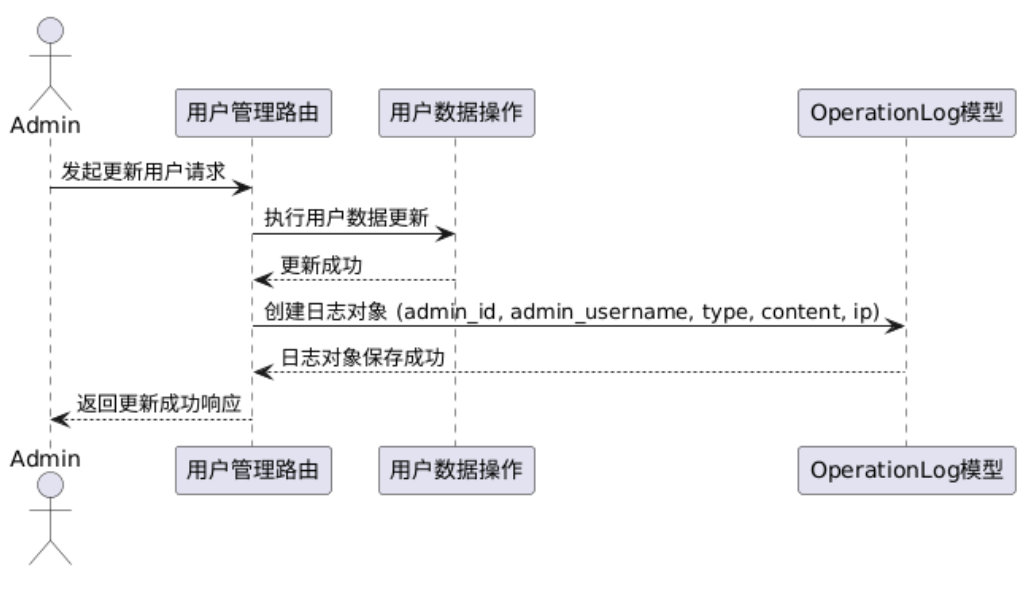 Admin
用户管理路由
用户数据操作
OperationLog模型
发起更新用户请求
执行用户数据更新
更新成功
创建日志对象 (admin_id, admin_username, type, content, ip)
日志对象保存成功
返回更新成功响应
Admin
用户管理路由
用户数据操作
OperationLog模型